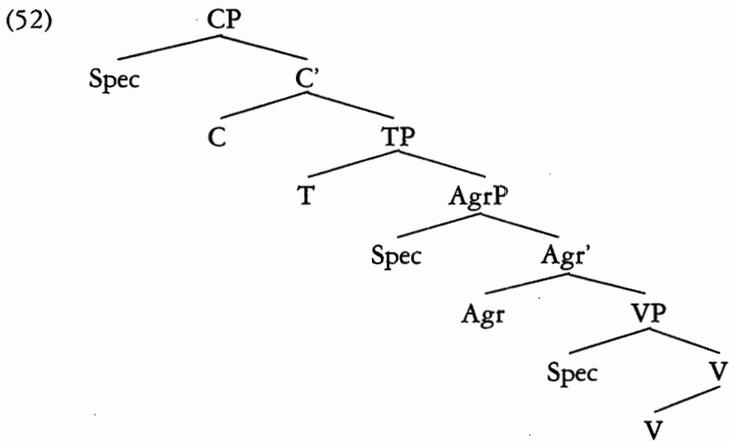 (52) CP
Spec C'
C TP
T AgrP
Spec Agr'
Agr VP
Spec V
V